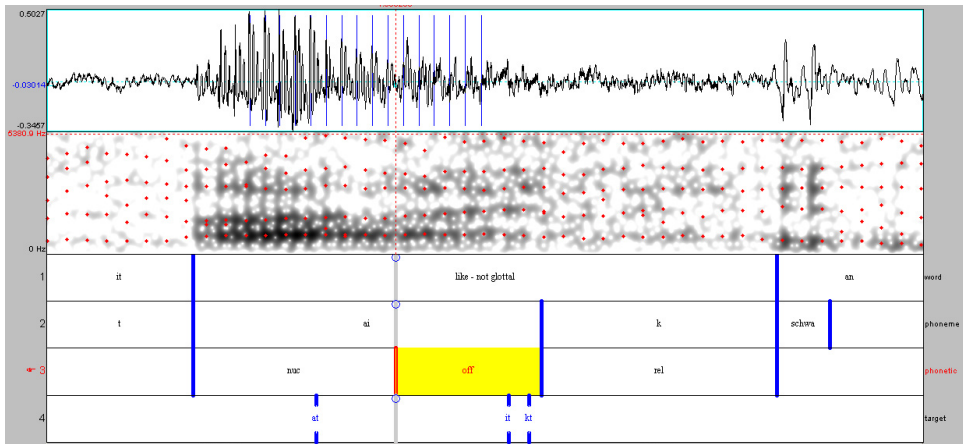 0.5027
-0.03014
-0.3467
6380.9 Hz
0 Hz
1 it like - not glottal an word
2 t ai k schwa phoneme
3 nuc off rel phonetic
4 at it kt target